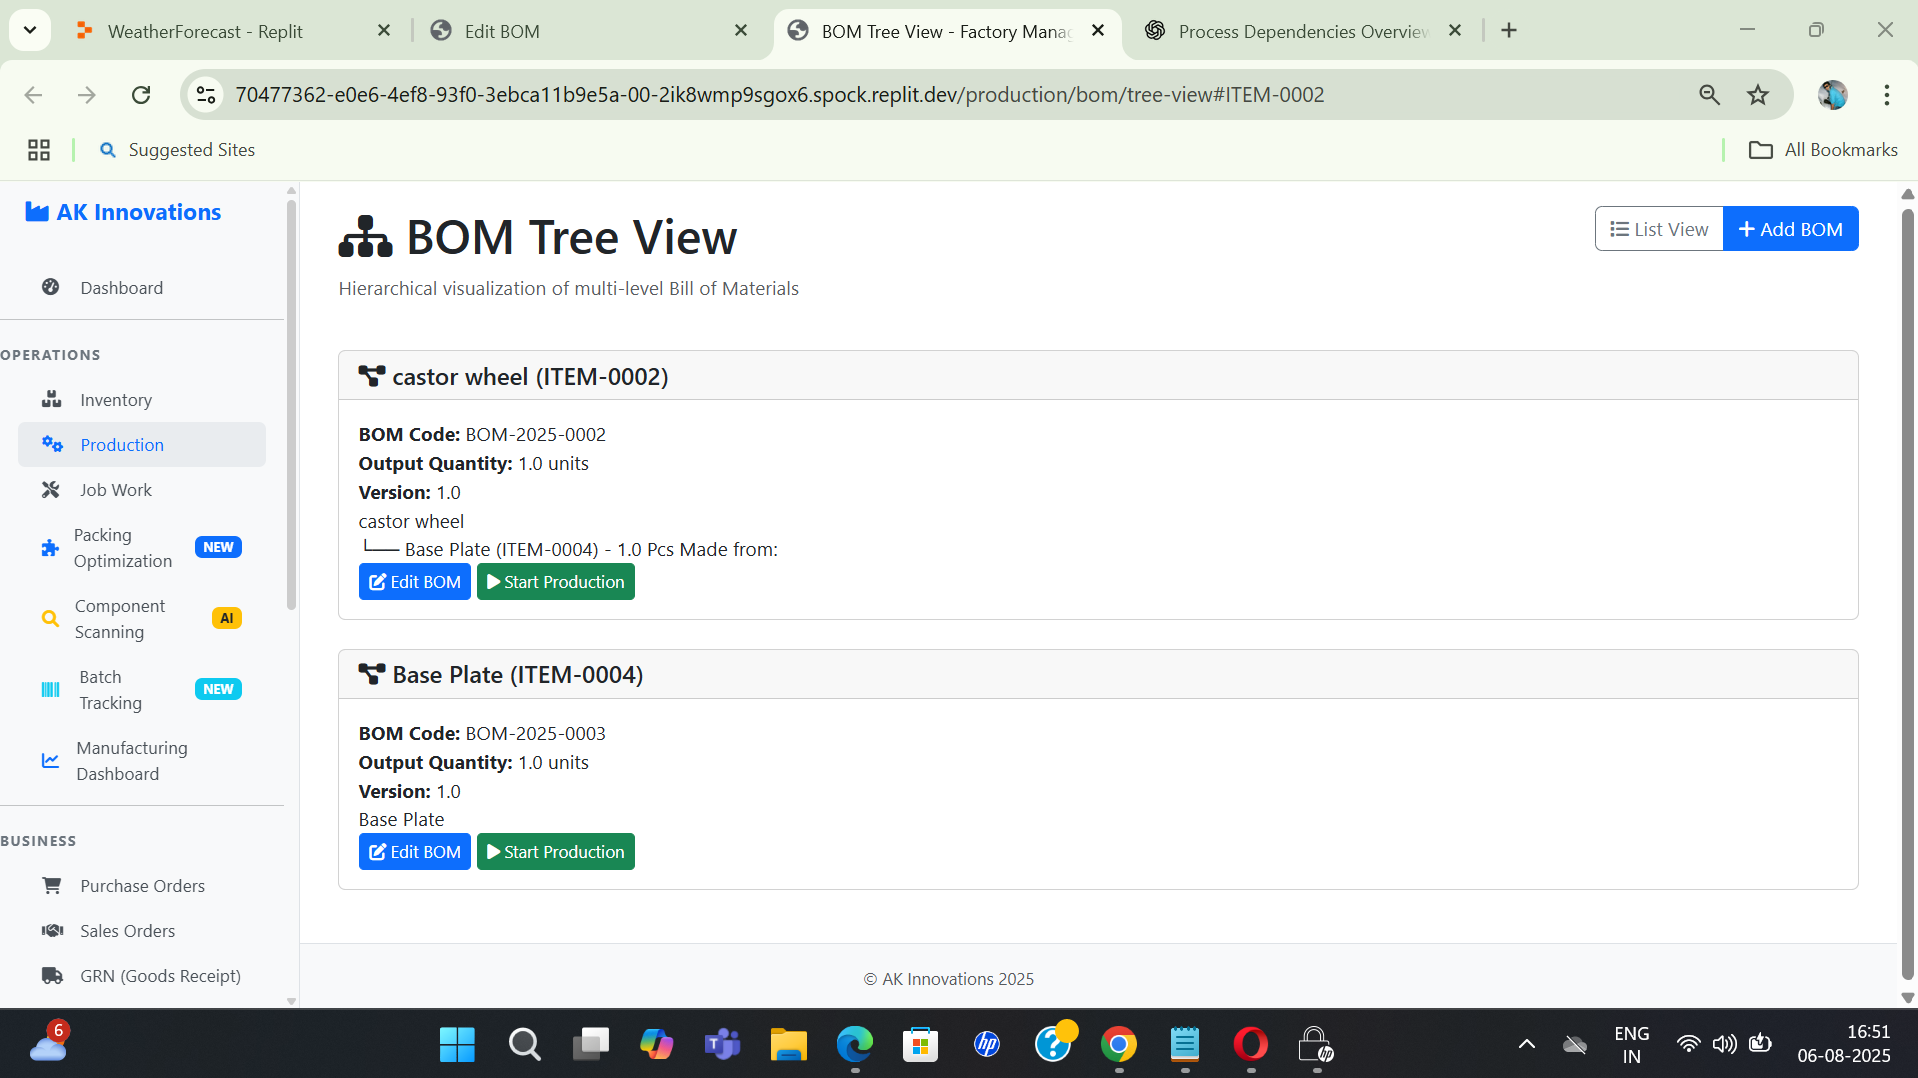 WeatherForecast - Replit
Edit BOM
BOM Tree View - Factory Mana
Process Dependencies Overview
70477362-e0e6-4ef8-93f0-3ebca11b9e5a-00-2ik8wmp9sgox6.spock.replit.dev/production/bom/tree-view#ITEM-0002
Suggested Sites
All Bookmarks
AK Innovations
Dashboard
OPERATIONS
Inventory
Production
Job Work
Packing
Optimization
NEW
Component
Scanning
AI
Batch
Tracking
NEW
Manufacturing
Dashboard
BUSINESS
Purchase Orders
Sales Orders
GRN (Goods Receipt)
BOM Tree View
List View
Add BOM
Hierarchical visualization of multi-level Bill of Materials
castor wheel (ITEM-0002)
BOM Code: BOM-2025-0002
Output Quantity: 1.0 units
Version: 1.0
castor wheel
└── Base Plate (ITEM-0004) - 1.0 Pcs Made from:
Edit BOM
Start Production
Base Plate (ITEM-0004)
BOM Code: BOM-2025-0003
Output Quantity: 1.0 units
Version: 1.0
Base Plate
Edit BOM
Start Production
© AK Innovations 2025
6
hp
ENG
IN
16:51
06-08-2025